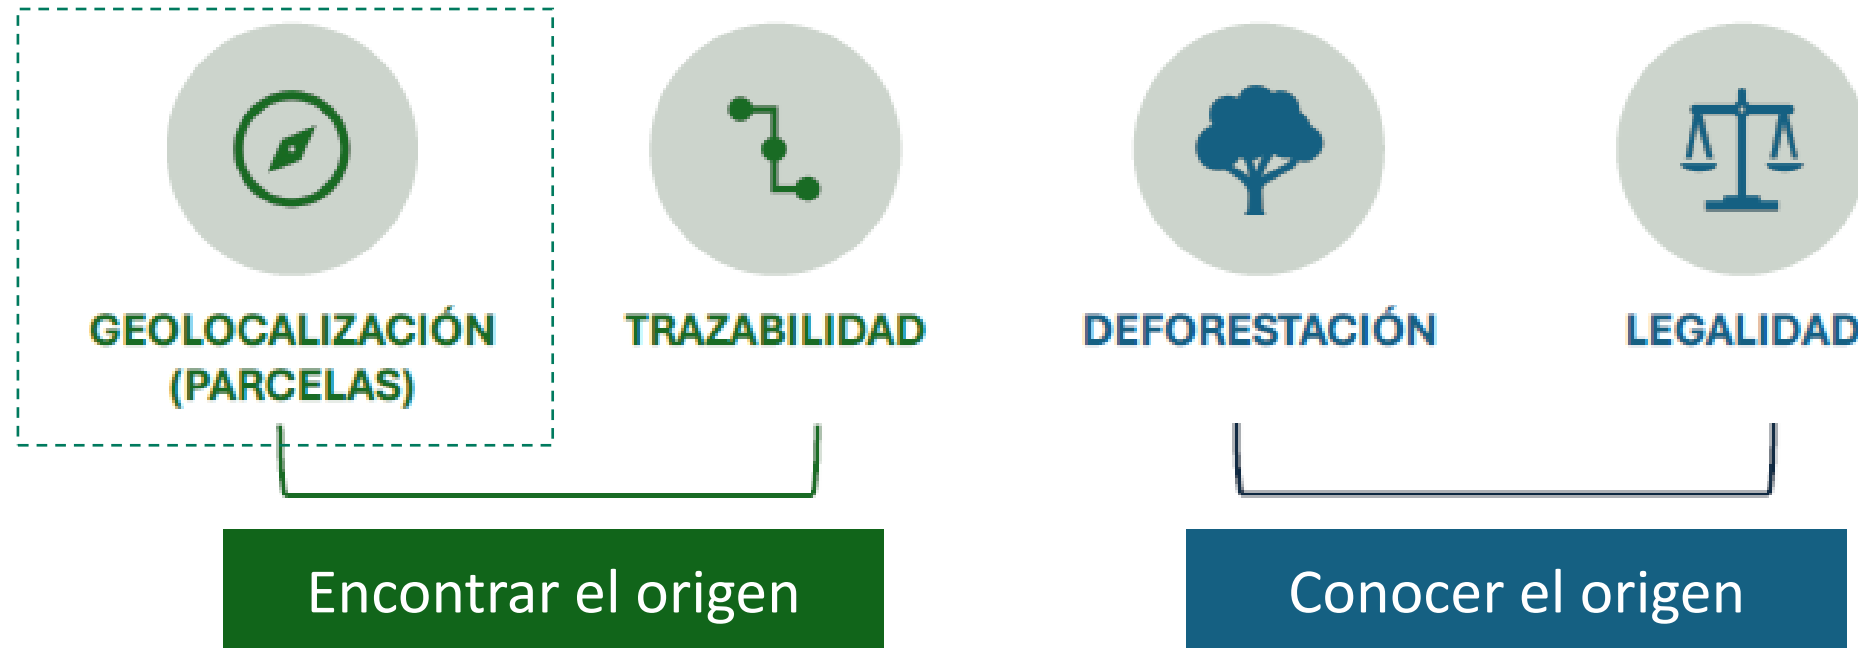 GEOLOCALIZACIÓN
(PARCELAS)
TRAZABILIDAD
DEFORESTACIÓN
LEGALIDAD
Encontrar el origen
Conocer el origen